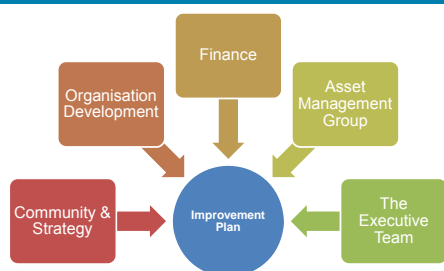 Finance
Organisation
Development
Asset
Management
Group
Community &
Strategy
Improvement
Plan
The
Executive
Team